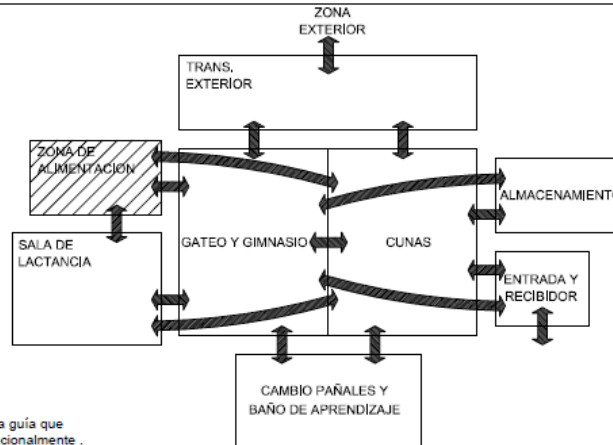 ZONA
EXTERIOR
TRANS.
EXTERIOR
ZONA DE
ALIMENTACION
ALMACENAMIENTO
SALA DE
LACTANCIA
GATEO Y GIMNASIO
CUNAS
ENTRADA Y
RECIBIDOR
CAMBIO PAÑALES Y
BAÑO DE APRENDIZAJE
a guía que
cionalmente .